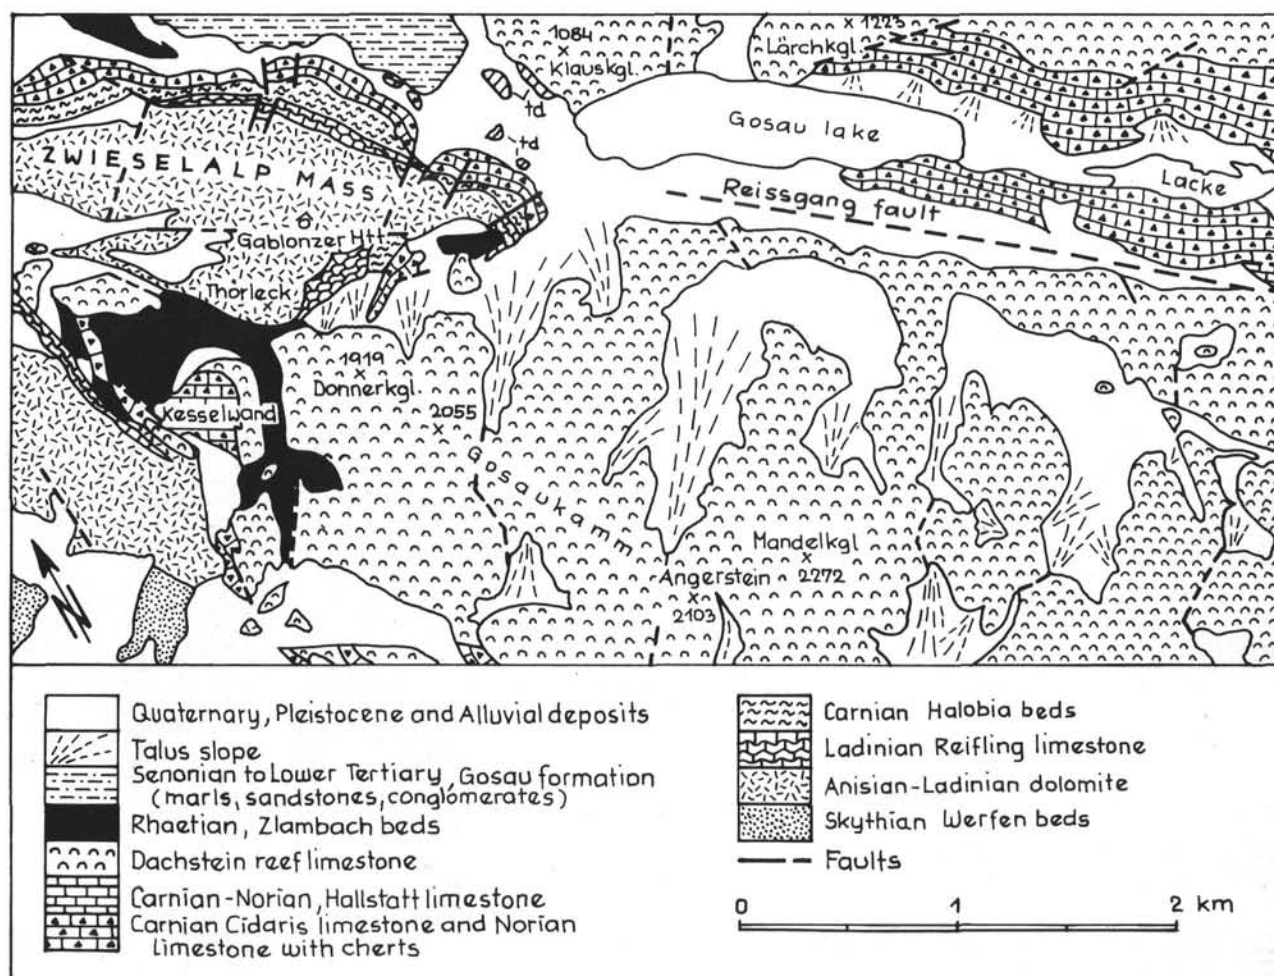 1084
Klauskgl.
1223
Lärchkgl.
td
td
Gosau lake
Lacke
Reissgang fault
ZWIESELALP MASS
Gablonzer Htt.
Thorleck
1919
Donnerkgl.
2055
Kesselwand
Gosaukamm
Mandelkgl
2272
Angerstein
2103
Quaternary, Pleistocene and Alluvial deposits
Talus slope
Senonian to Lower Tertiary, Gosau formation
(marls, sandstones, conglomerates)
Rhaetian, Zlambach beds
Dachstein reef limestone
Carnian-Norian, Hallstatt limestone
Carnian Cidaris limestone and Norian
limestone with cherts
Carnian Halobia beds
Ladinian Reifling limestone
Anisian-Ladinian dolomite
Skythian Werfen beds
Faults
0 1 2 km